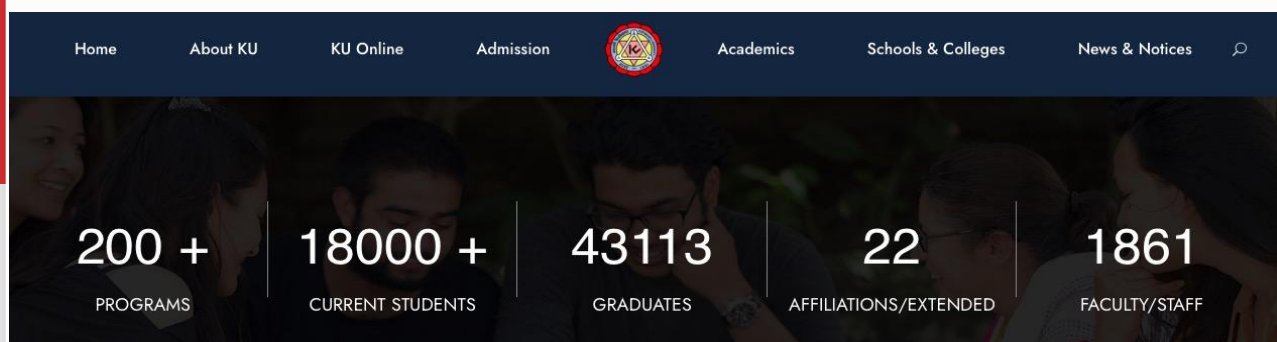 Home About KU KU Online Admission Academics Schools & Colleges News & Notices
200 + 18000 + 43113 22 1861
PROGRAMS CURRENT STUDENTS GRADUATES AFFILIATIONS/EXTENDED FACULTY/STAFF